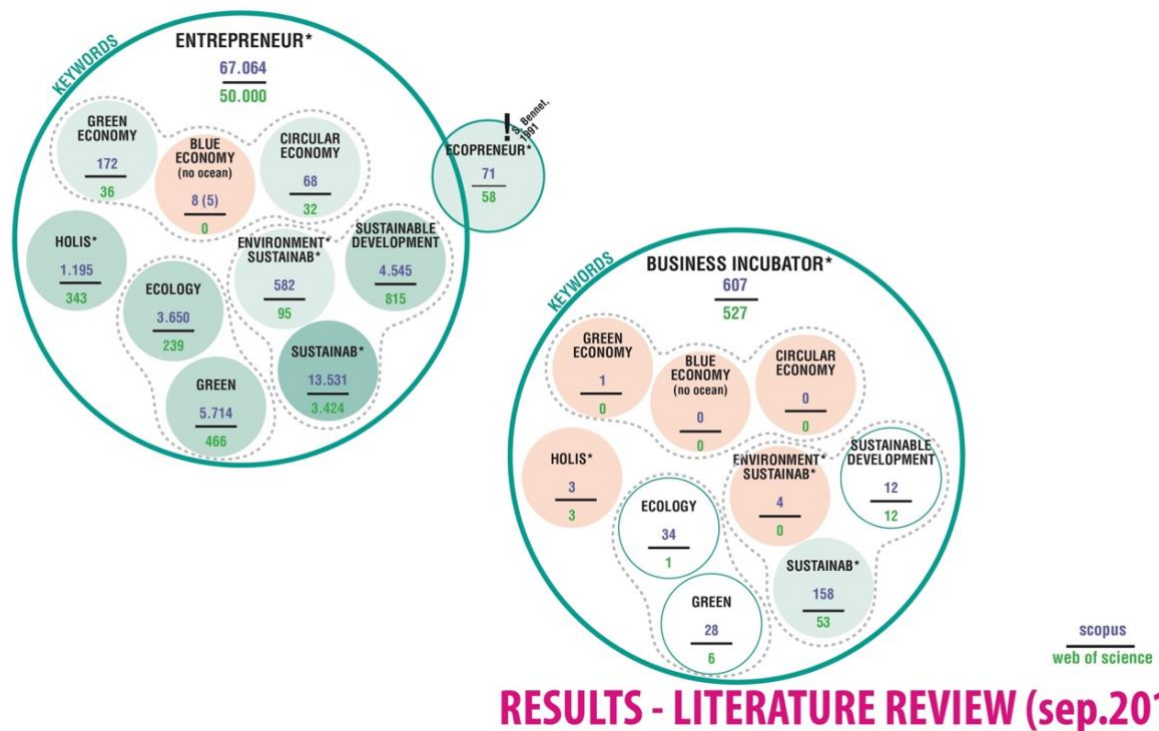 KEYWORDS
ENTREPRENEUR*
67.064
50.000
GREEN
ECONOMY
172
36
BLUE
ECONOMY
(no ocean)
8 (5)
0
CIRCULAR
ECONOMY
68
32
! S. Bennet,
1991
ECOPRENEUR*
71
58
HOLIS*
1.195
343
ECOLOGY
3.650
239
ENVIRONMENT*
SUSTAINAB*
582
95
SUSTAINABLE
DEVELOPMENT
4.545
815
GREEN
5.714
466
SUSTAINAB*
13.531
3.424
KEYWORDS
BUSINESS INCUBATOR*
607
527
GREEN
ECONOMY
1
0
BLUE
ECONOMY
(no ocean)
0
0
CIRCULAR
ECONOMY
0
0
HOLIS*
3
3
ECOLOGY
34
1
ENVIRONMENT*
SUSTAINAB*
4
0
SUSTAINABLE
DEVELOPMENT
12
12
GREEN
28
6
SUSTAINAB*
158
53
scopus
web of science
RESULTS - LITERATURE REVIEW (sep.201